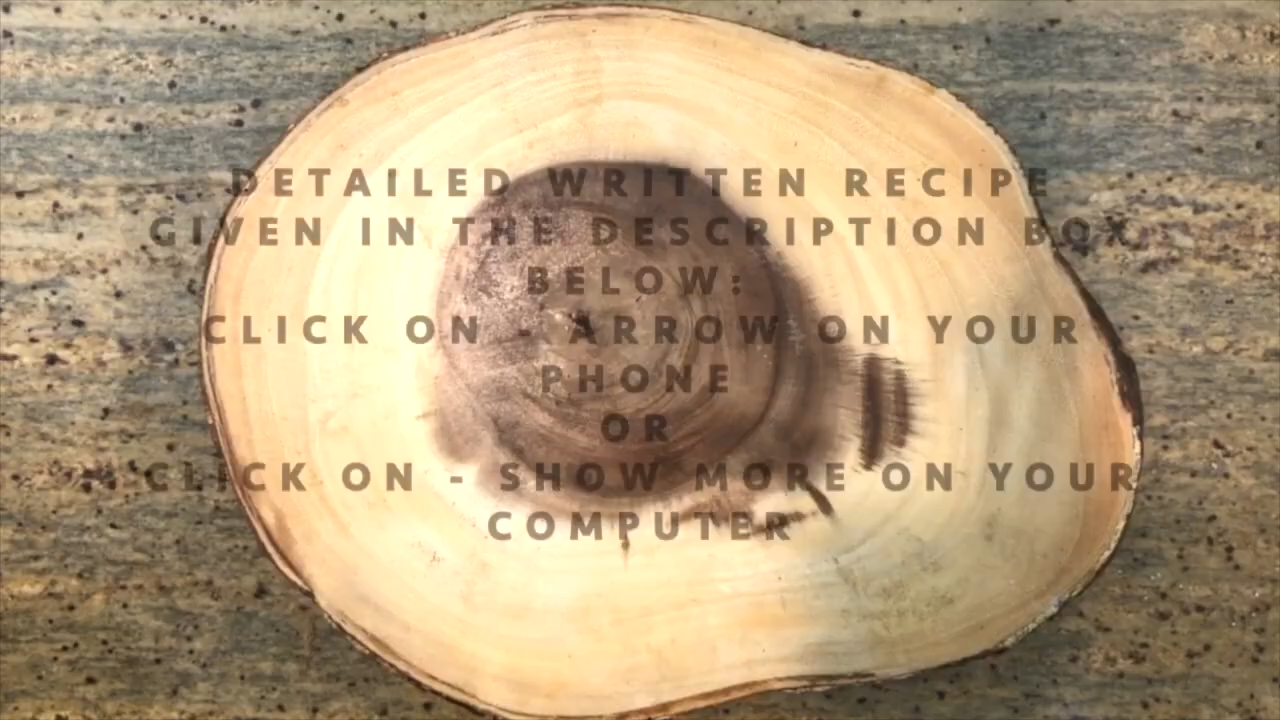 DETAILED WRITTEN RECIPE
GIVEN IN THE DESCRIPTION BOX
BELOW:
CLICK ON - ARROW ON YOUR
PHONE
OR
CLICK ON - SHOW MORE ON YOUR
COMPUTER